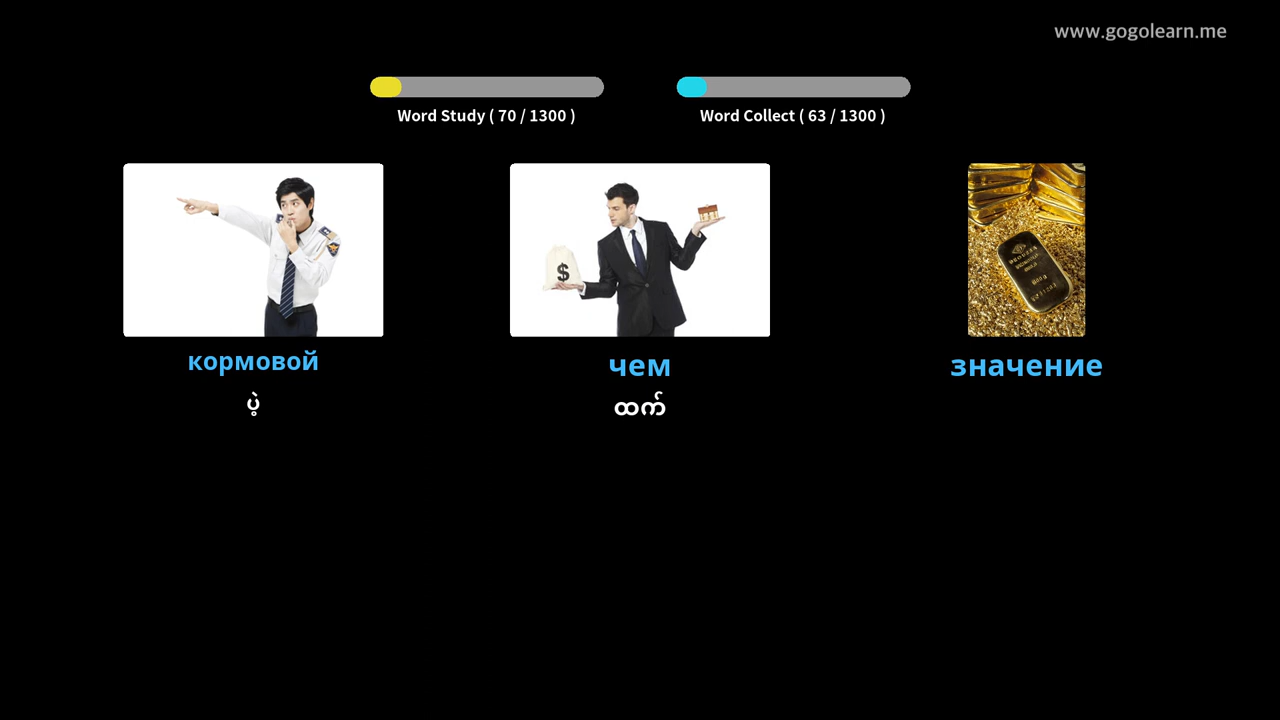 www.gogolearn.me
Word Study ( 70 / 1300 )
Word Collect ( 63 / 1300 )
кормовой
чем
значение
ပဲ့
ထက်
$